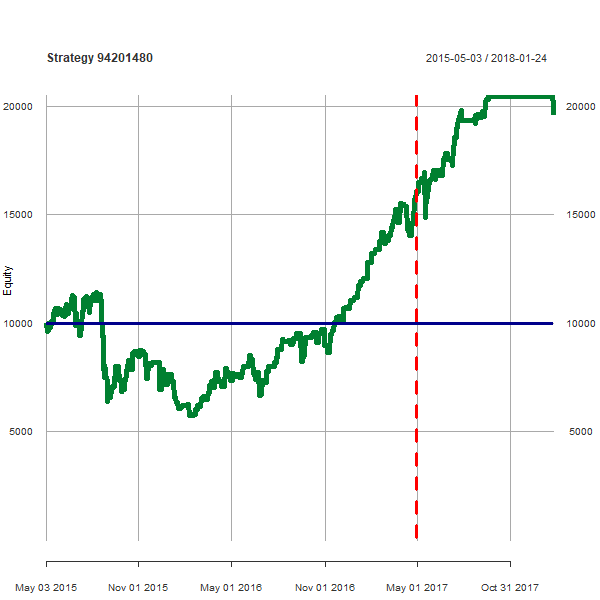 Strategy 94201480
2015-05-03 / 2018-01-24
20000
20000
15000
15000
Equity
10000
10000
5000
5000
May 03 2015
Nov 01 2015
May 01 2016
Nov 01 2016
May 01 2017
Oct 31 2017